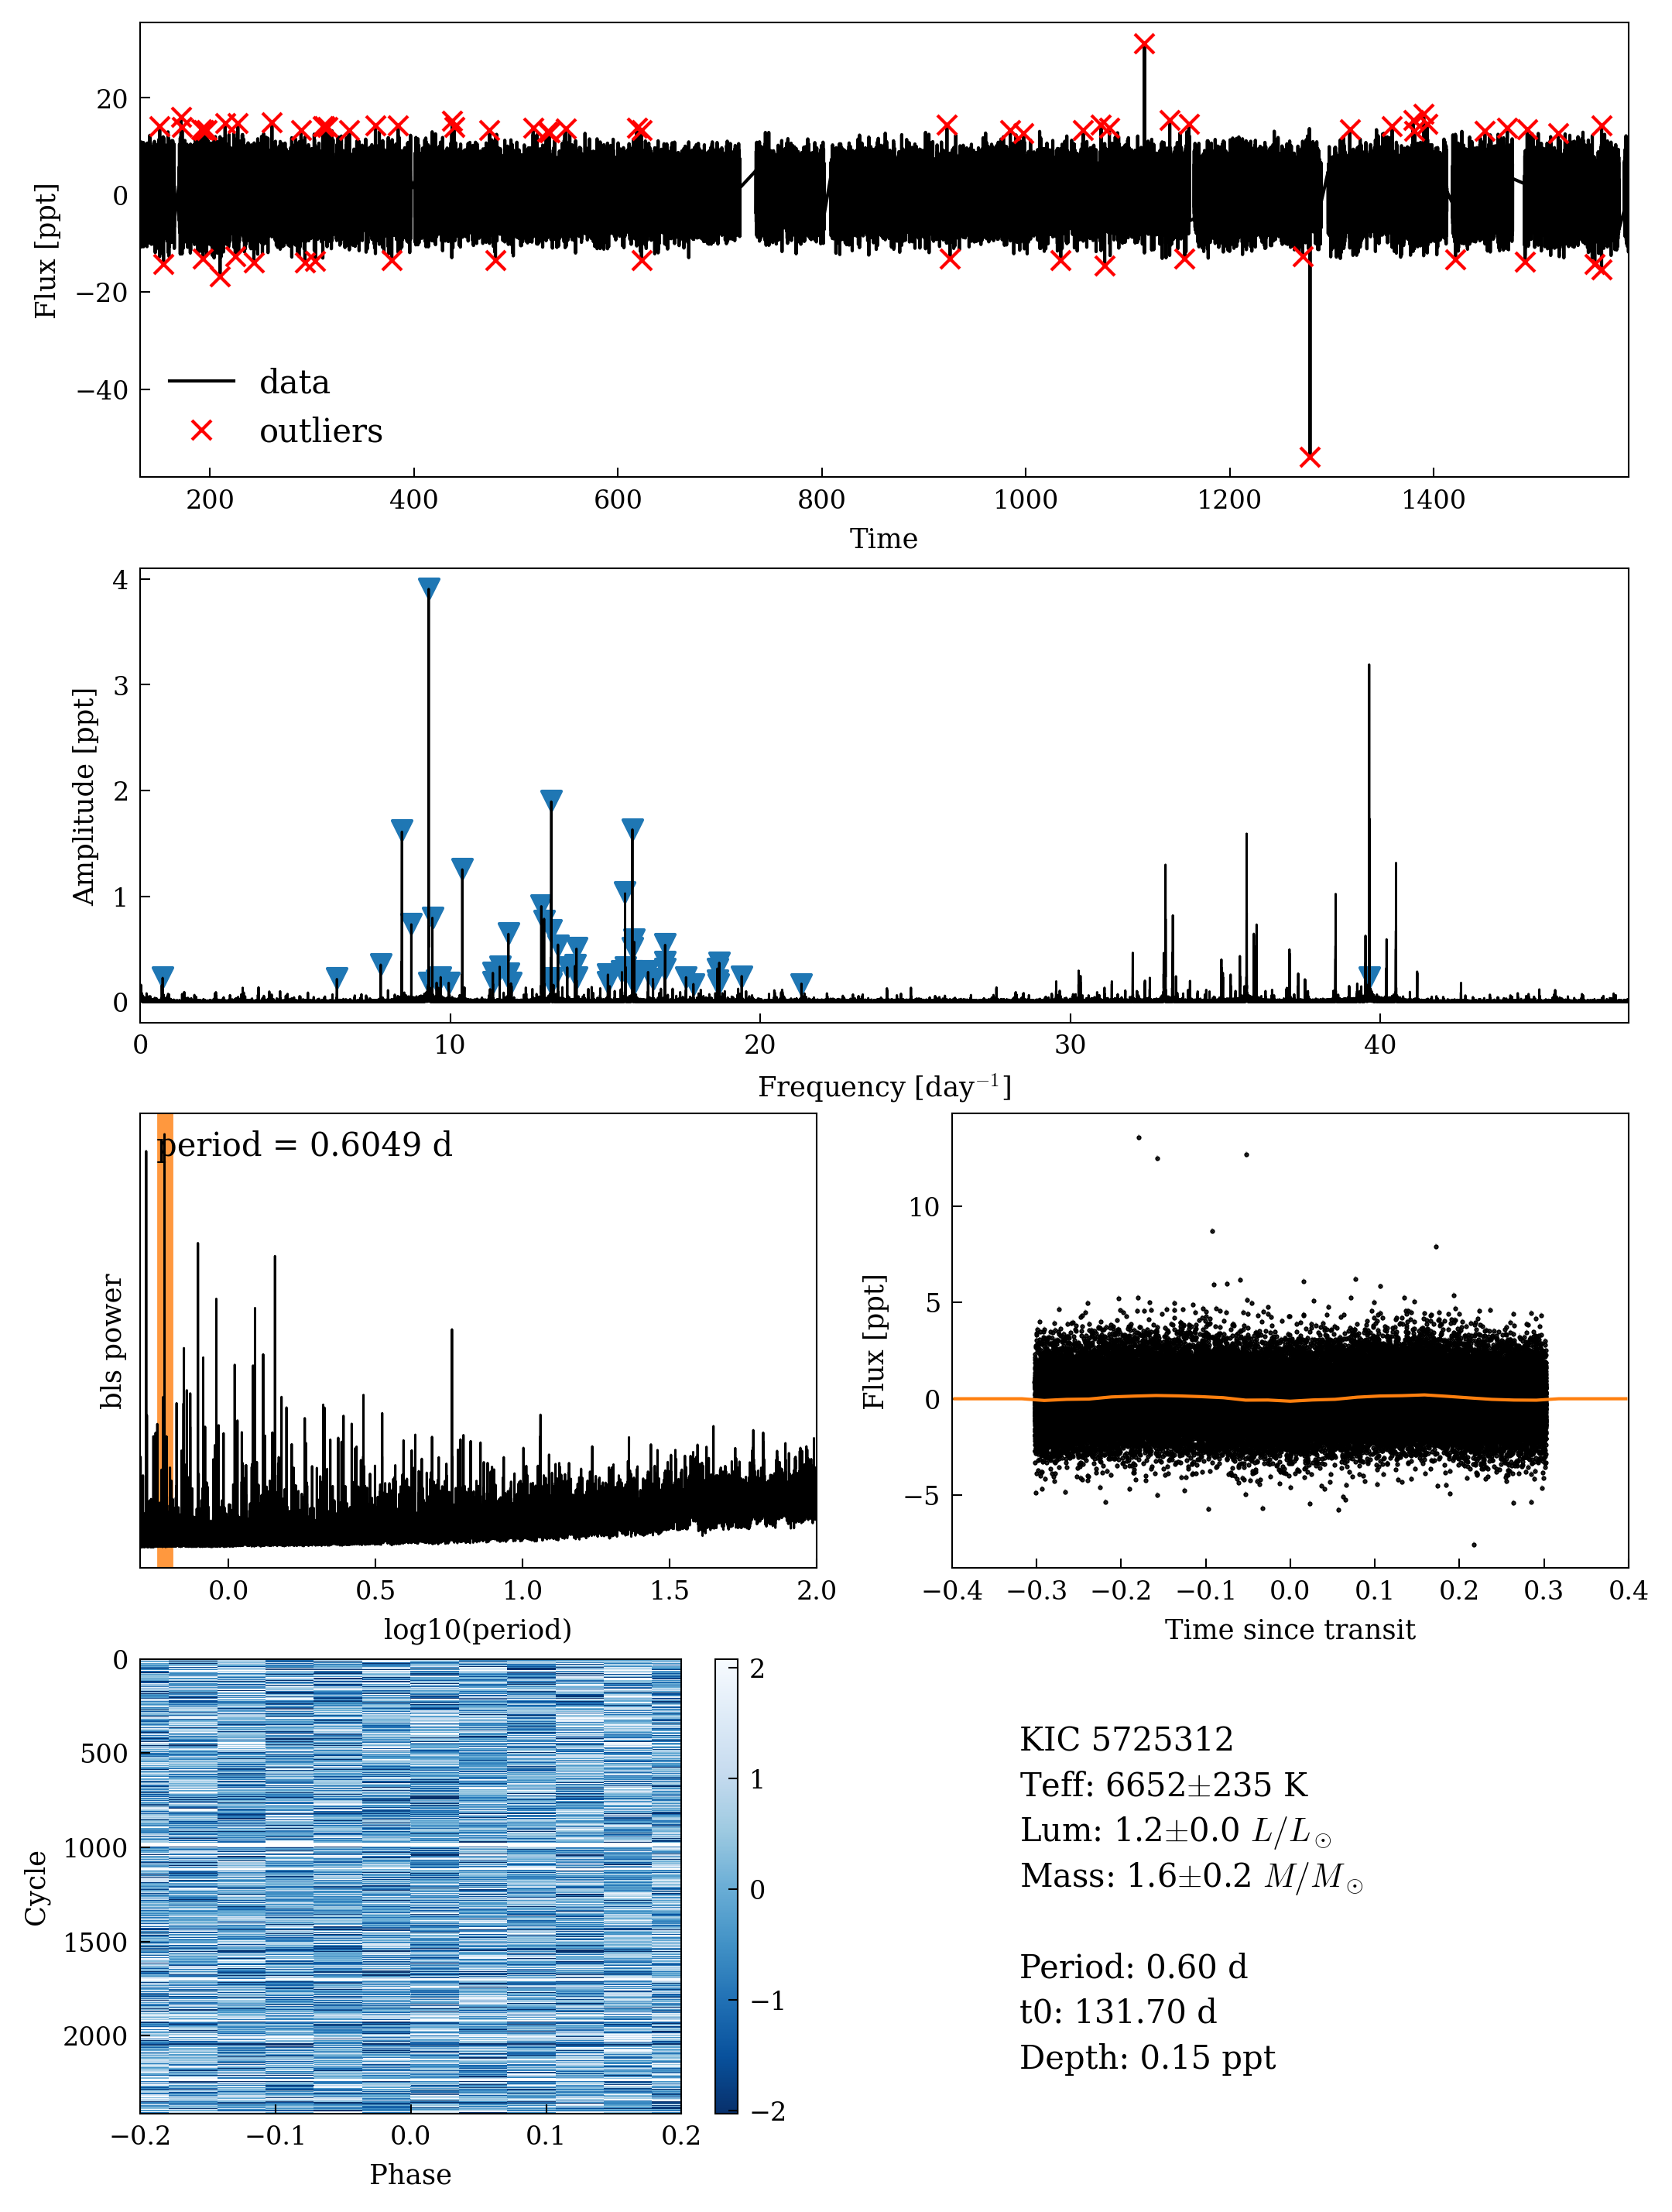 20
0
−20
−40
Flux [ppt]
data
outliers
200 400 600 800 1000 1200 1400
Time
4
3
2
1
0
Amplitude [ppt]
0 10 20 30 40
Frequency [day⁻¹]
period = 0.6049 d
bls power
0.0 0.5 1.0 1.5 2.0
log10(period)
10
5
0
−5
Flux [ppt]
−0.4 −0.3 −0.2 −0.1 0.0 0.1 0.2 0.3 0.4
Time since transit
0
500
1000
1500
2000
Cycle
−0.2 −0.1 0.0 0.1 0.2
Phase
2
1
0
−1
−2
KIC 5725312
Teff: 6652±235 K
Lum: 1.2±0.0 L/L⊙
Mass: 1.6±0.2 M/M⊙
Period: 0.60 d
t0: 131.70 d
Depth: 0.15 ppt